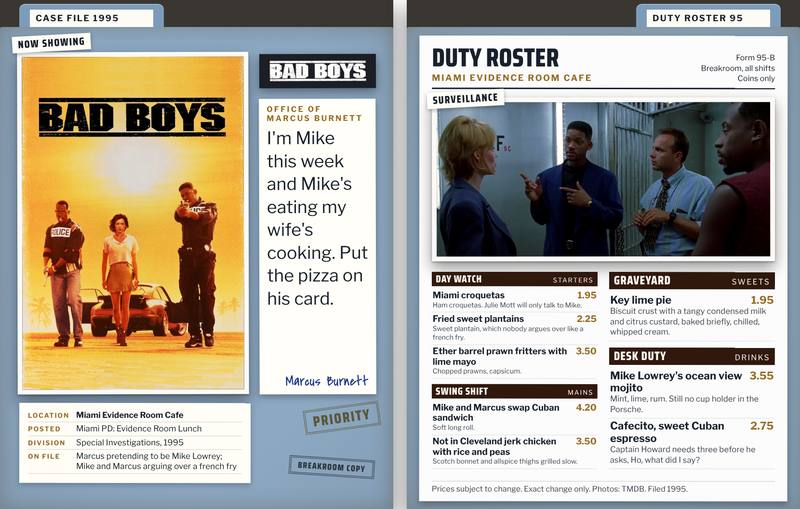 CASE FILE 1995
NOW SHOWING
BAD BOYS
POLICE
BAD BOYS
OFFICE OF
MARCUS BURNETT
I'm Mike
this week
and Mike's
eating my
wife's
cooking. Put
the pizza on
his card.
Marcus Burnett
LOCATION Miami Evidence Room Cafe
POSTED Miami PD: Evidence Room Lunch
DIVISION Special Investigations, 1995
ON FILE Marcus pretending to be Mike Lowrey;
Mike and Marcus arguing over a french fry
PRIORITY
BREAKROOM COPY
DUTY ROSTER 95
DUTY ROSTER
MIAMI EVIDENCE ROOM CAFE
Form 95-B
Breakroom, all shifts
Coins only
SURVEILLANCE
DAY WATCH STARTERS
Miami croquetas 1.95
Ham croquetas. Julie Mott will only talk to Mike.
Fried sweet plantains 2.25
Sweet plantain, which nobody argues over like a
french fry.
Ether barrel prawn fritters with 3.50
lime mayo
Chopped prawns, capsicum.
SWING SHIFT MAINS
Mike and Marcus swap Cuban 4.20
sandwich
Soft long roll.
Not in Cleveland jerk chicken 3.50
with rice and peas
Scotch bonnet and allspice thighs grilled slow.
GRAVEYARD SWEETS
Key lime pie 1.95
Biscuit crust with a tangy condensed milk
and citrus custard, baked briefly, chilled,
whipped cream.
DESK DUTY DRINKS
Mike Lowrey's ocean view 3.55
mojito
Mint, lime, rum. Still no cup holder in the
Porsche.
Cafecito, sweet Cuban 2.75
espresso
Captain Howard needs three before he
asks, Ho, what did I say?
Prices subject to change. Exact change only. Photos: TMDB. Filed 1995.